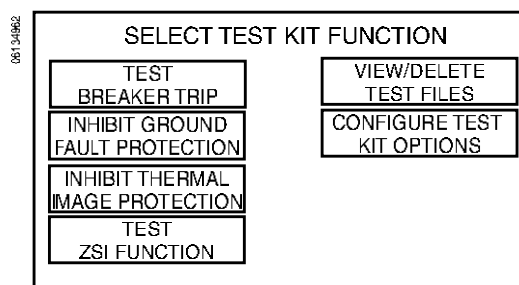 06134962
SELECT TEST KIT FUNCTION
TEST
BREAKER TRIP
INHIBIT GROUND
FAULT PROTECTION
INHIBIT THERMAL
IMAGE PROTECTION
TEST
ZSI FUNCTION
VIEW/DELETE
TEST FILES
CONFIGURE TEST
KIT OPTIONS